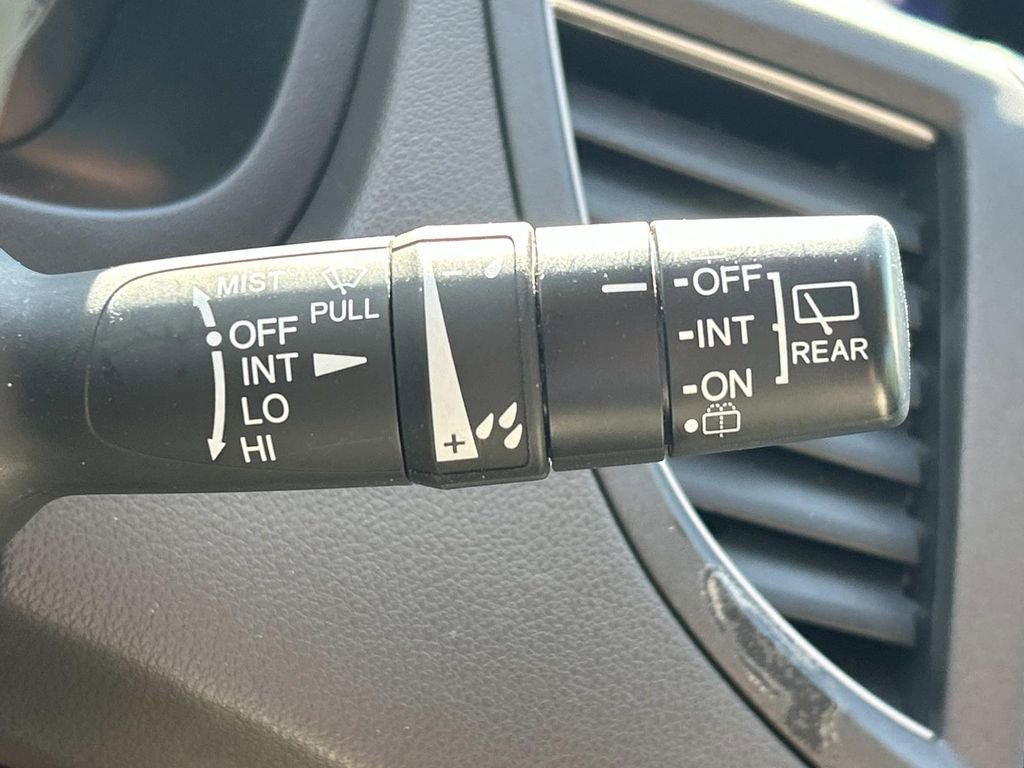 MIST
PULL
OFF
INT
LO
HI
−
+
-OFF
-INT
-ON
REAR